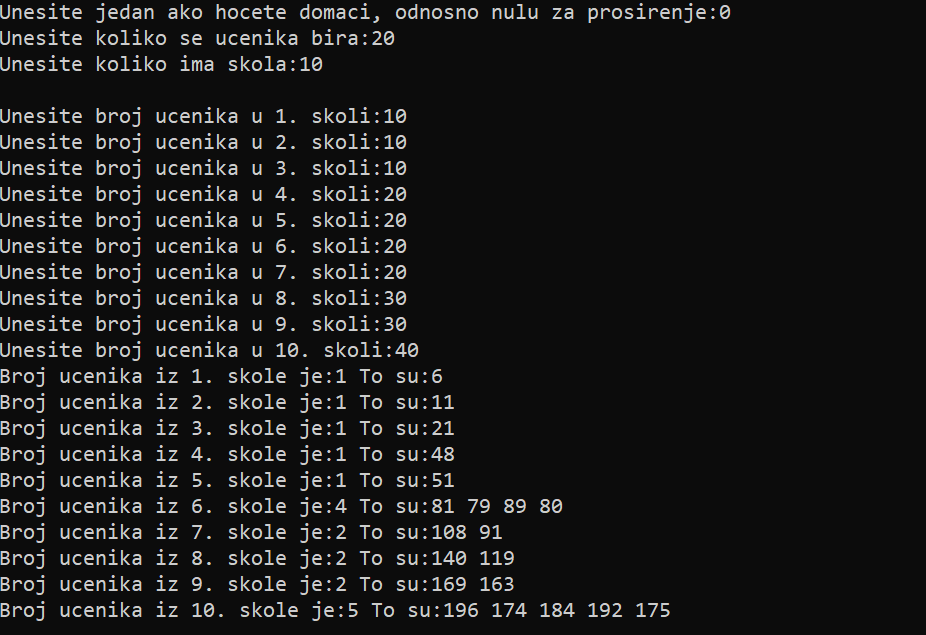 Unesite jedan ako hocete domaci, odnosno nulu za prosirenje:0
Unesite koliko se ucenika bira:20
Unesite koliko ima skola:10
Unesite broj ucenika u 1. skoli:10
Unesite broj ucenika u 2. skoli:10
Unesite broj ucenika u 3. skoli:10
Unesite broj ucenika u 4. skoli:20
Unesite broj ucenika u 5. skoli:20
Unesite broj ucenika u 6. skoli:20
Unesite broj ucenika u 7. skoli:20
Unesite broj ucenika u 8. skoli:30
Unesite broj ucenika u 9. skoli:30
Unesite broj ucenika u 10. skoli:40
Broj ucenika iz 1. skole je:1 To su:6
Broj ucenika iz 2. skole je:1 To su:11
Broj ucenika iz 3. skole je:1 To su:21
Broj ucenika iz 4. skole je:1 To su:48
Broj ucenika iz 5. skole je:1 To su:51
Broj ucenika iz 6. skole je:4 To su:81 79 89 80
Broj ucenika iz 7. skole je:2 To su:108 91
Broj ucenika iz 8. skole je:2 To su:140 119
Broj ucenika iz 9. skole je:2 To su:169 163
Broj ucenika iz 10. skole je:5 To su:196 174 184 192 175